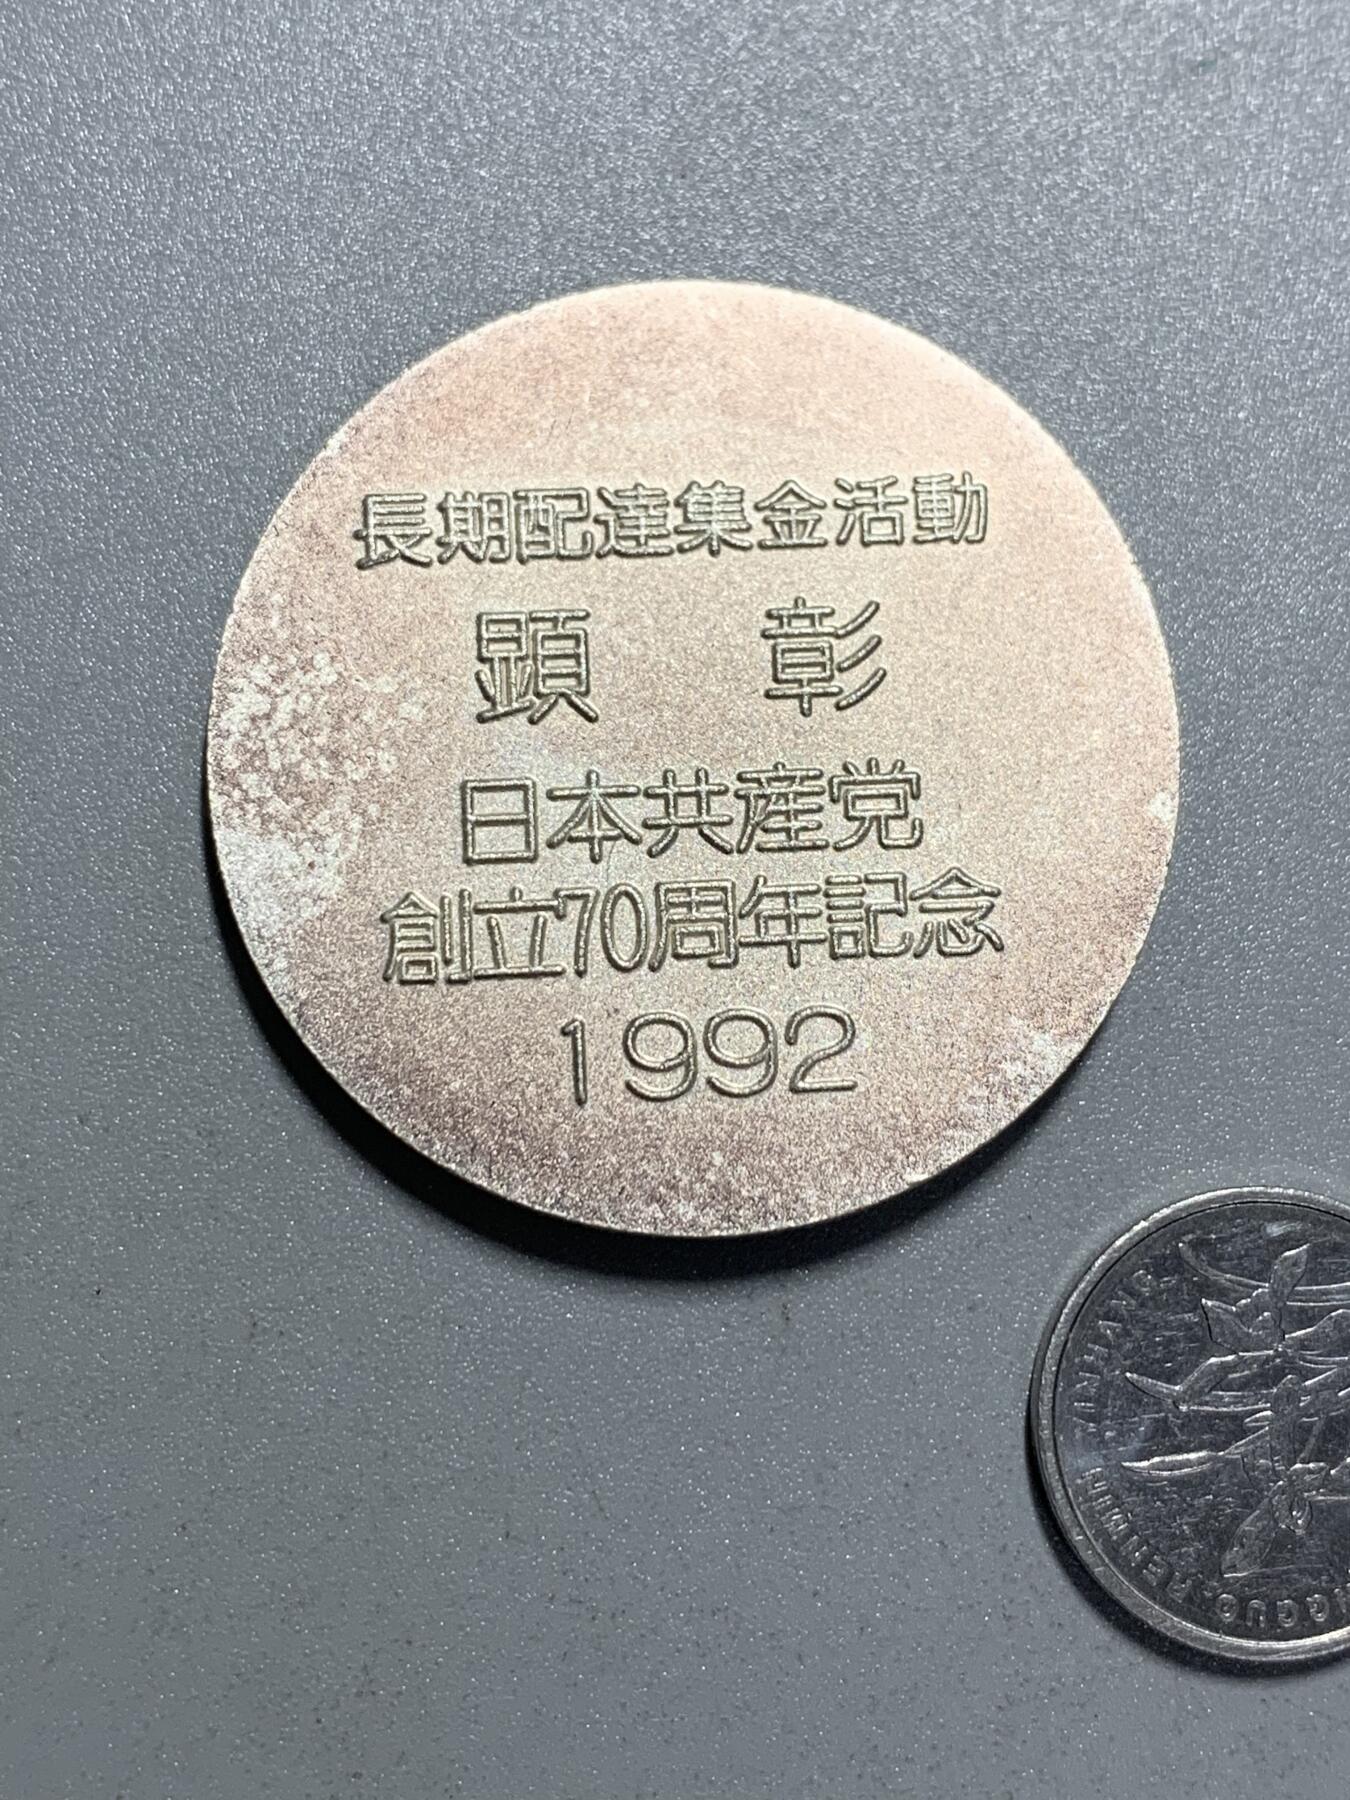 長期配達集金活動
顕 彰
日本共産党
創立70周年記念
1992